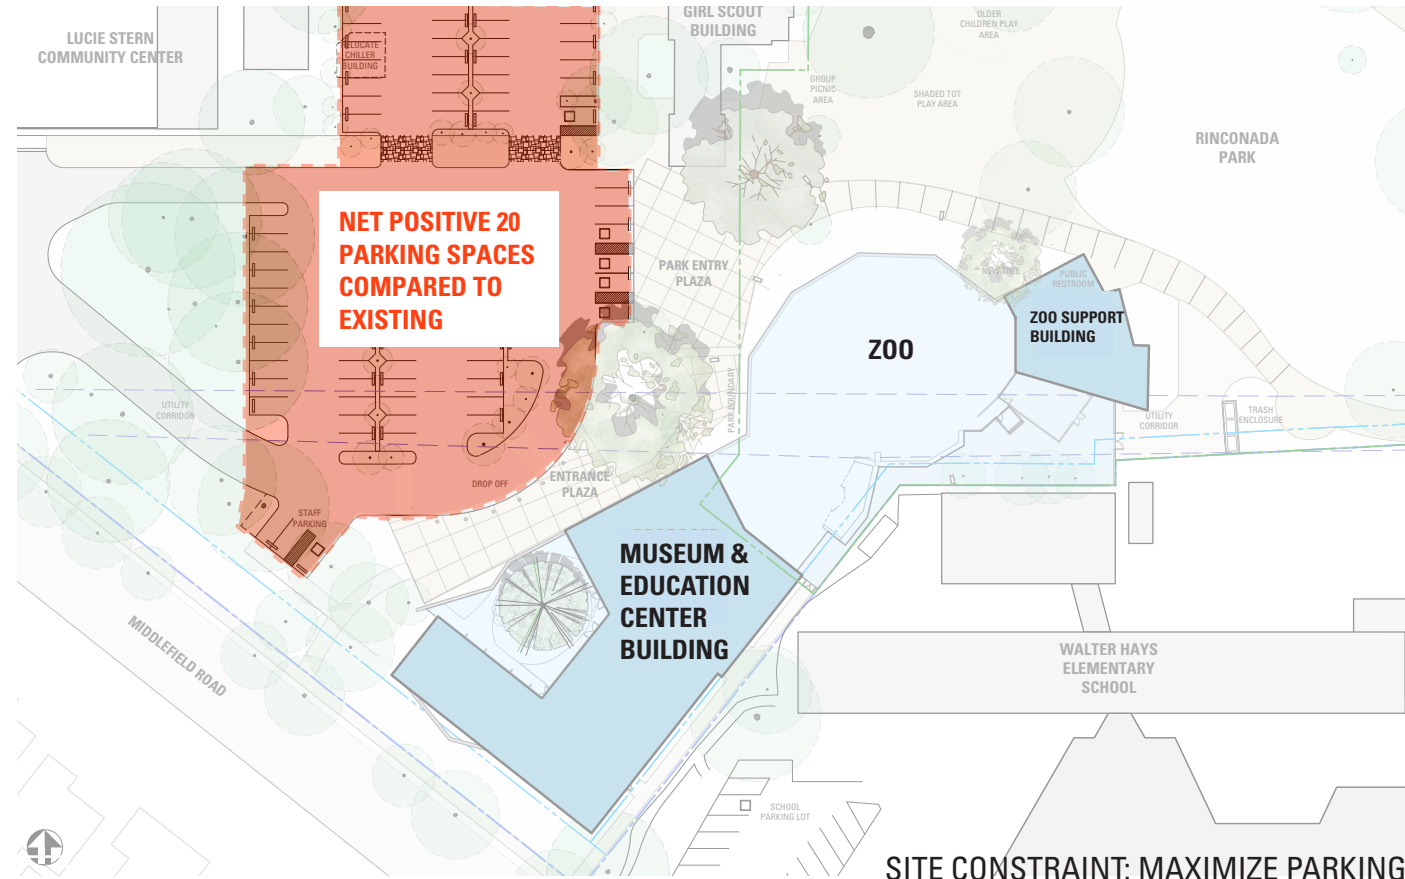 LUCIE STERN
COMMUNITY CENTER
RELOCATE
CHILLER
BUILDING
GIRL SCOUT
BUILDING
OLDER
CHILDREN PLAY
AREA
GROUP
PICNIC
AREA
SHADED TOT
PLAY AREA
RINCONADA
PARK
NET POSITIVE 20
PARKING SPACES
COMPARED TO
EXISTING
PARK ENTRY
PLAZA
NEW TREE
PUBLIC
RESTROOM
ZOO SUPPORT
BUILDING
ZOO
PARK BOUNDARY
UTILITY
CORRIDOR
UTILITY
CORRIDOR
TRASH
ENCLOSURE
DROP OFF
ENTRANCE
PLAZA
STAFF
PARKING
MUSEUM &
EDUCATION
CENTER
BUILDING
MIDDLEFIELD ROAD
WALTER HAYS
ELEMENTARY
SCHOOL
SCHOOL
PARKING LOT
SITE CONSTRAINT: MAXIMIZE PARKING